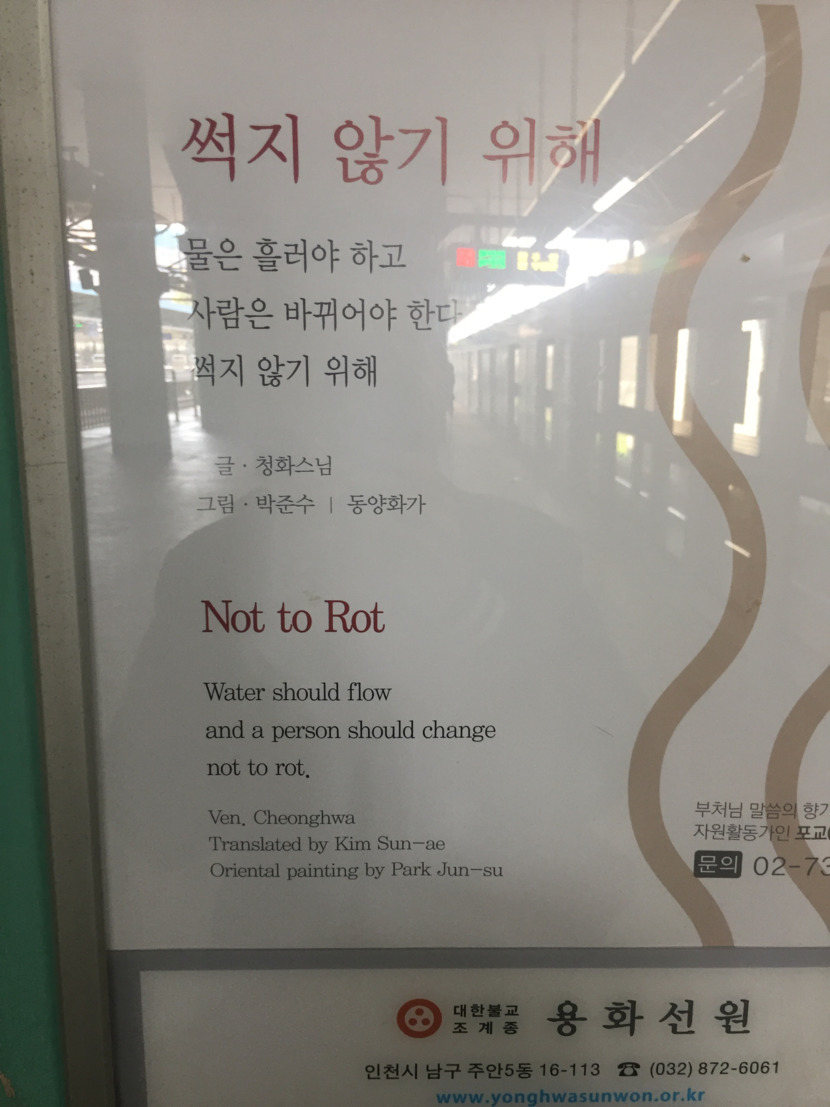 썩지 않기 위해
물은 흘러야 하고
사람은 바뀌어야 한다
썩지 않기 위해
글 · 청화스님
그림 · 박준수 | 동양화가
Not to Rot
Water should flow
and a person should change
not to rot.
Ven. Cheonghwa
Translated by Kim Sun-ae
Oriental painting by Park Jun-su
부처님 말씀의 향기
자원활동가인 포교
문의 02-73
대한불교
조계종
용화선원
인천시 남구 주안5동 16-113 ☎ (032) 872-6061
www.yonghwasunwon.or.kr